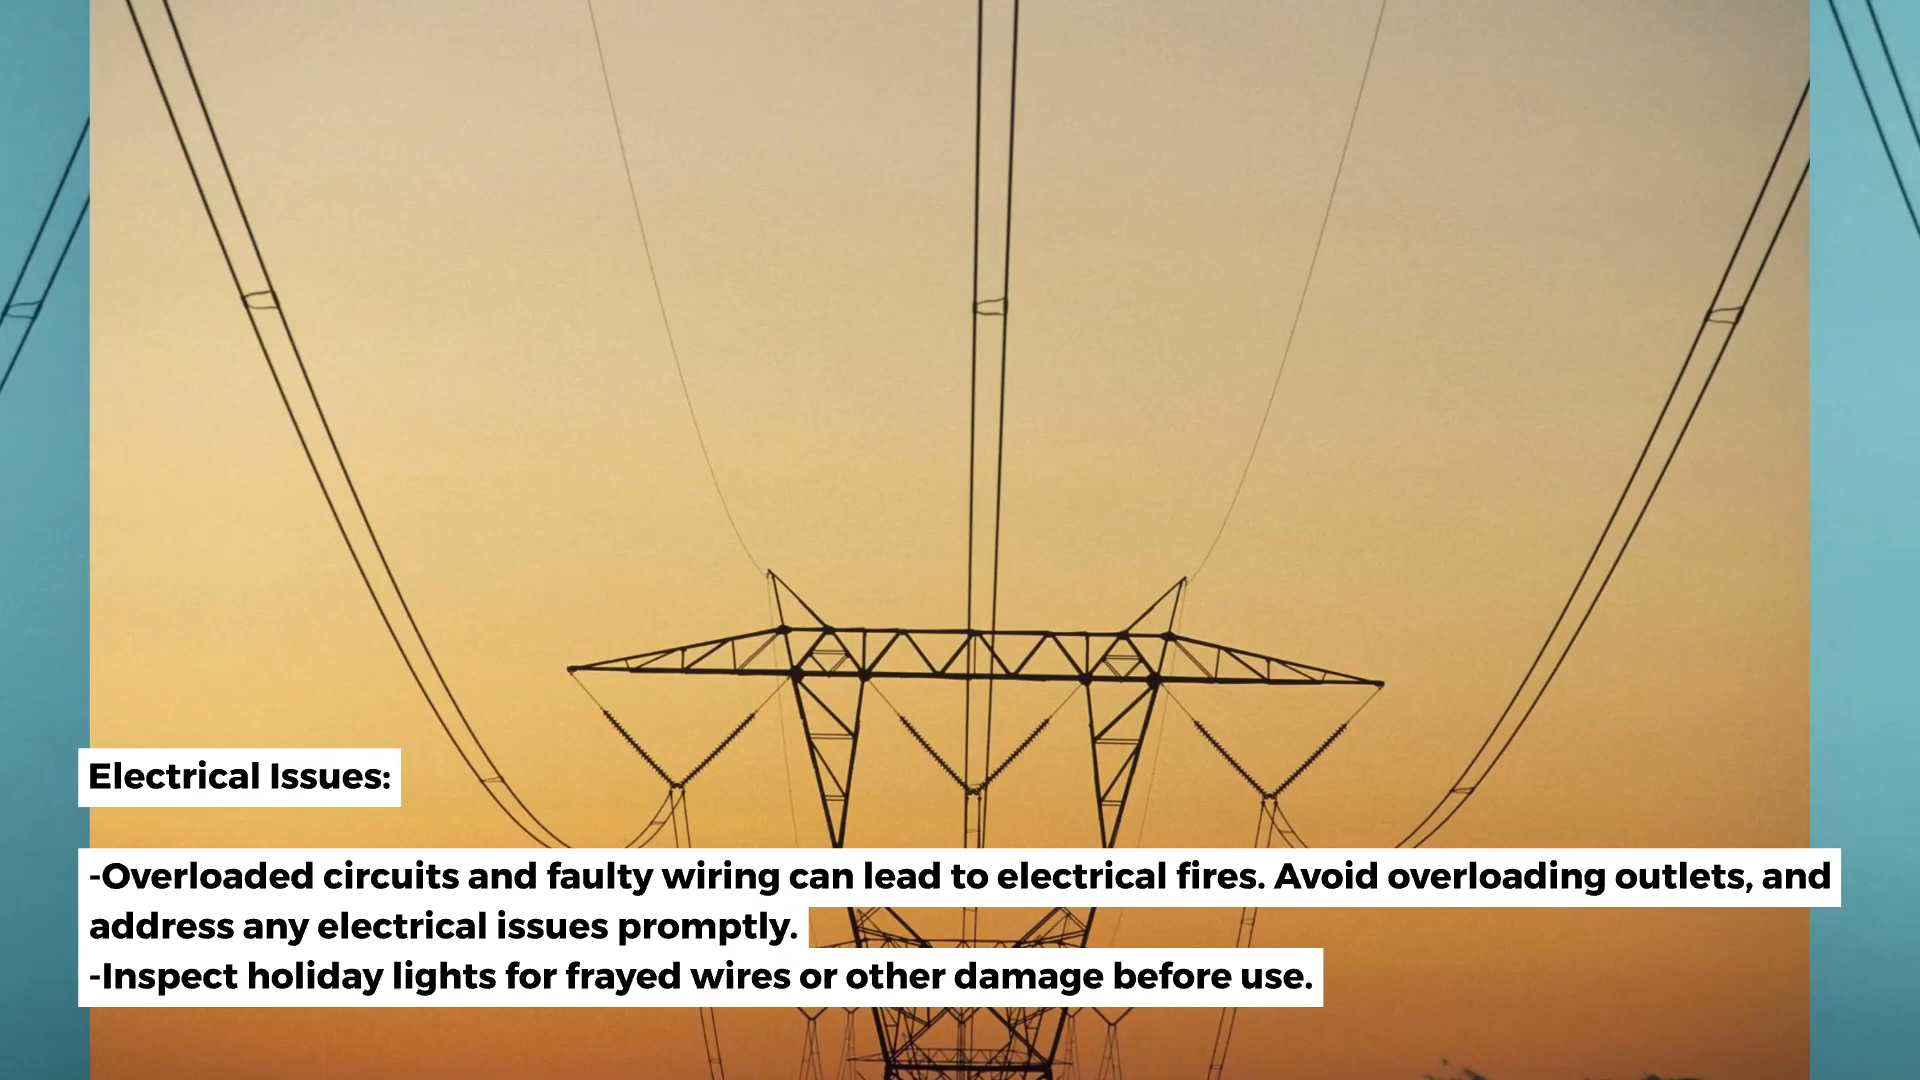 Electrical Issues:
-Overloaded circuits and faulty wiring can lead to electrical fires. Avoid overloading outlets, and
address any electrical issues promptly.
-Inspect holiday lights for frayed wires or other damage before use.